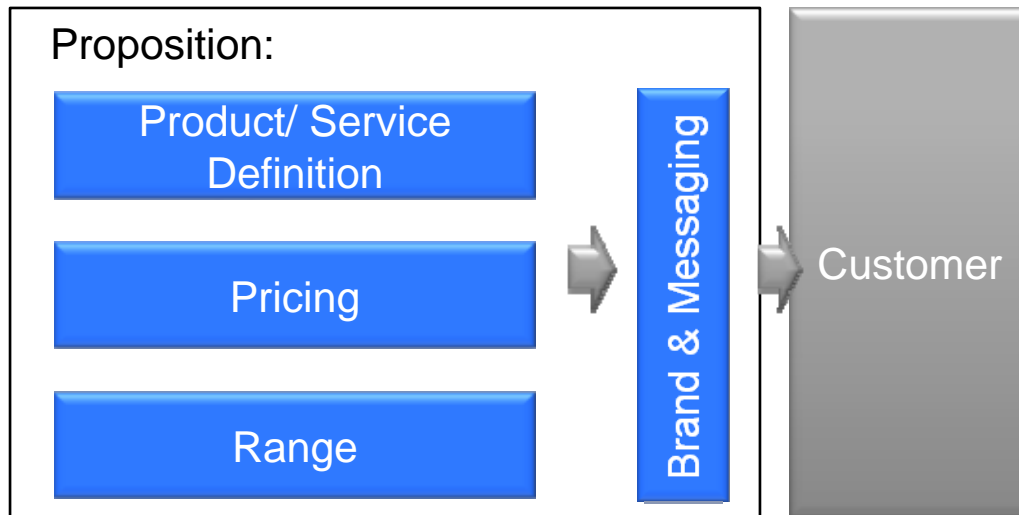 Proposition:
Product/ Service
Definition
Pricing
Range
Brand & Messaging
Customer